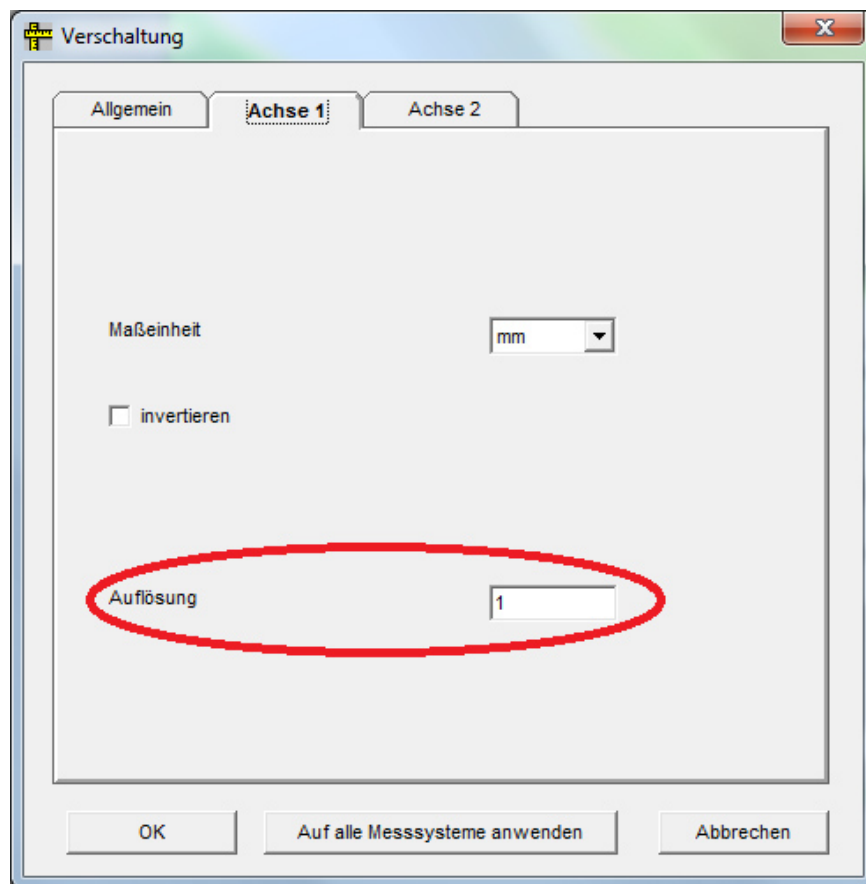 Verschaltung
Allgemein
Achse 1
Achse 2
Maßeinheit
mm
invertieren
Auflösung
1
OK
Auf alle Messsysteme anwenden
Abbrechen